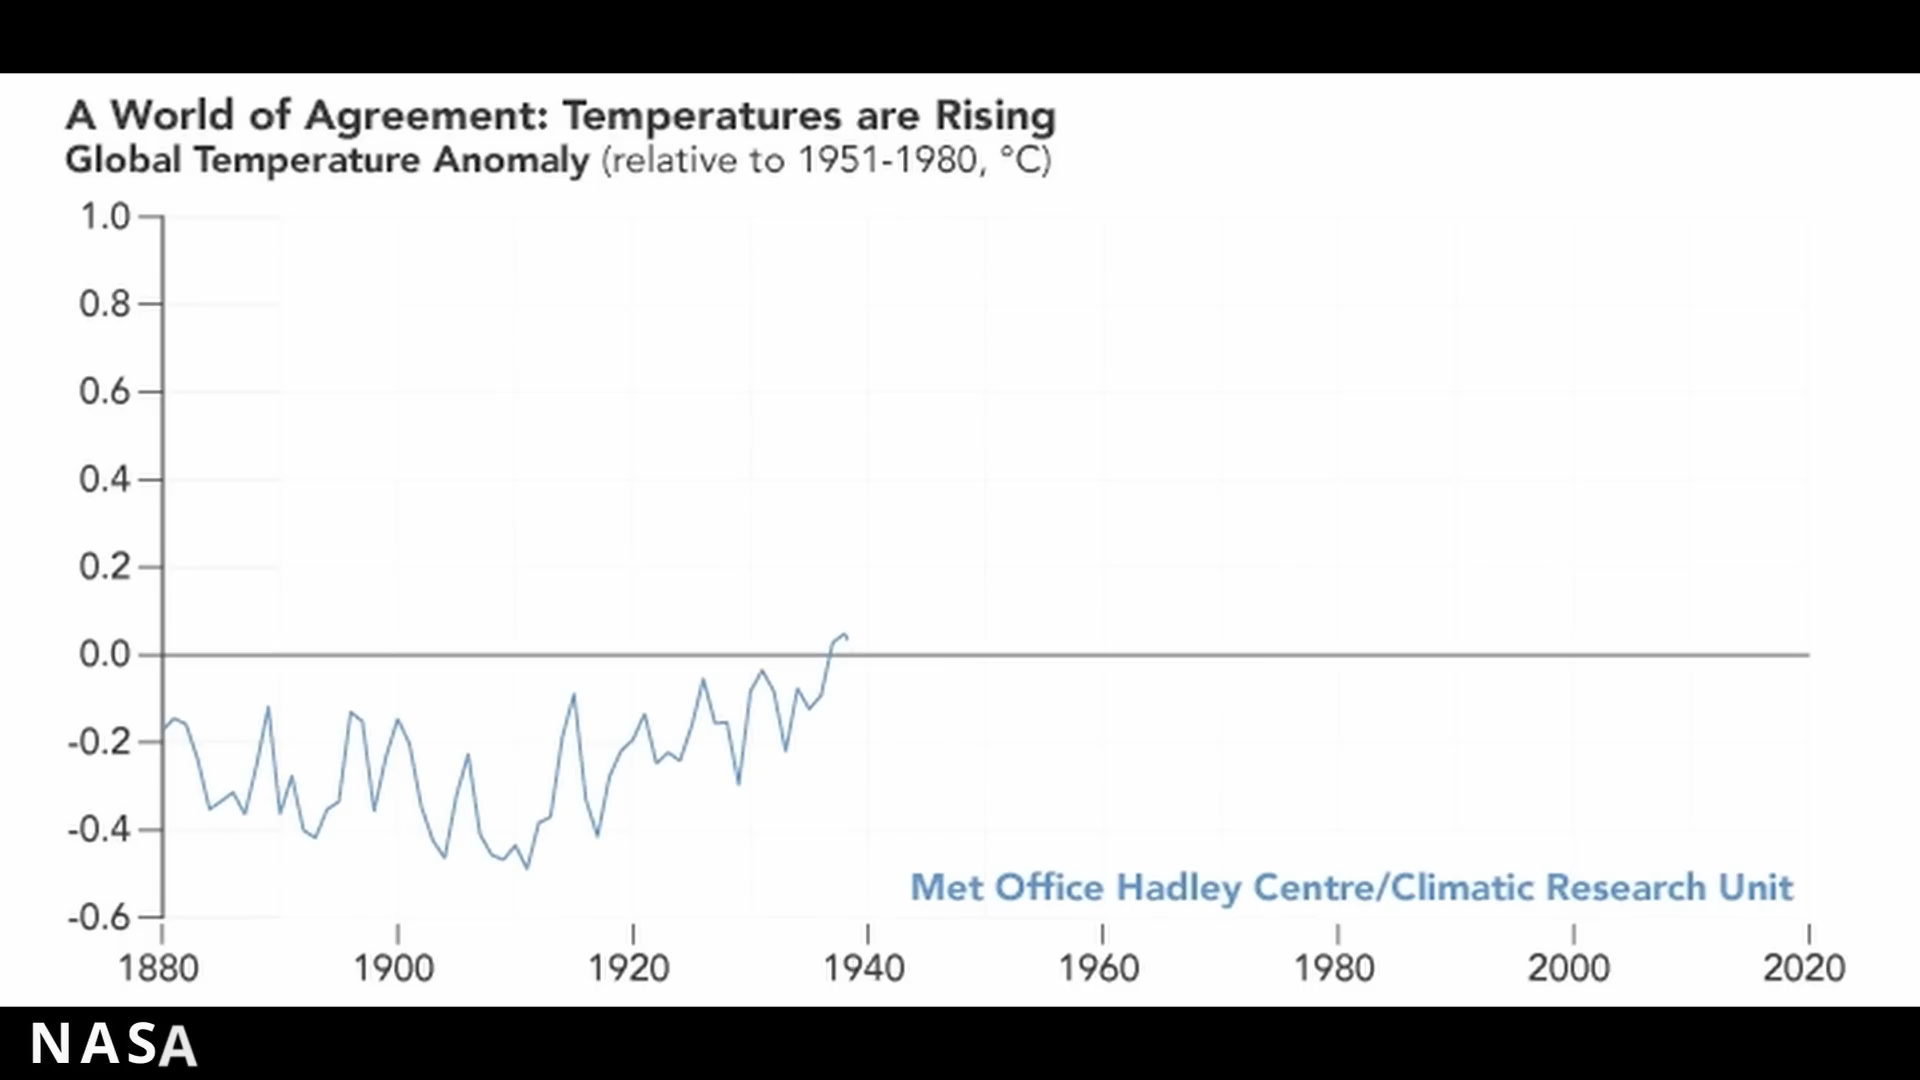 A World of Agreement: Temperatures are Rising
Global Temperature Anomaly (relative to 1951-1980, °C)
1.0
0.8
0.6
0.4
0.2
0.0
-0.2
-0.4
-0.6
Met Office Hadley Centre/Climatic Research Unit
1880 1900 1920 1940 1960 1980 2000 2020
NASA